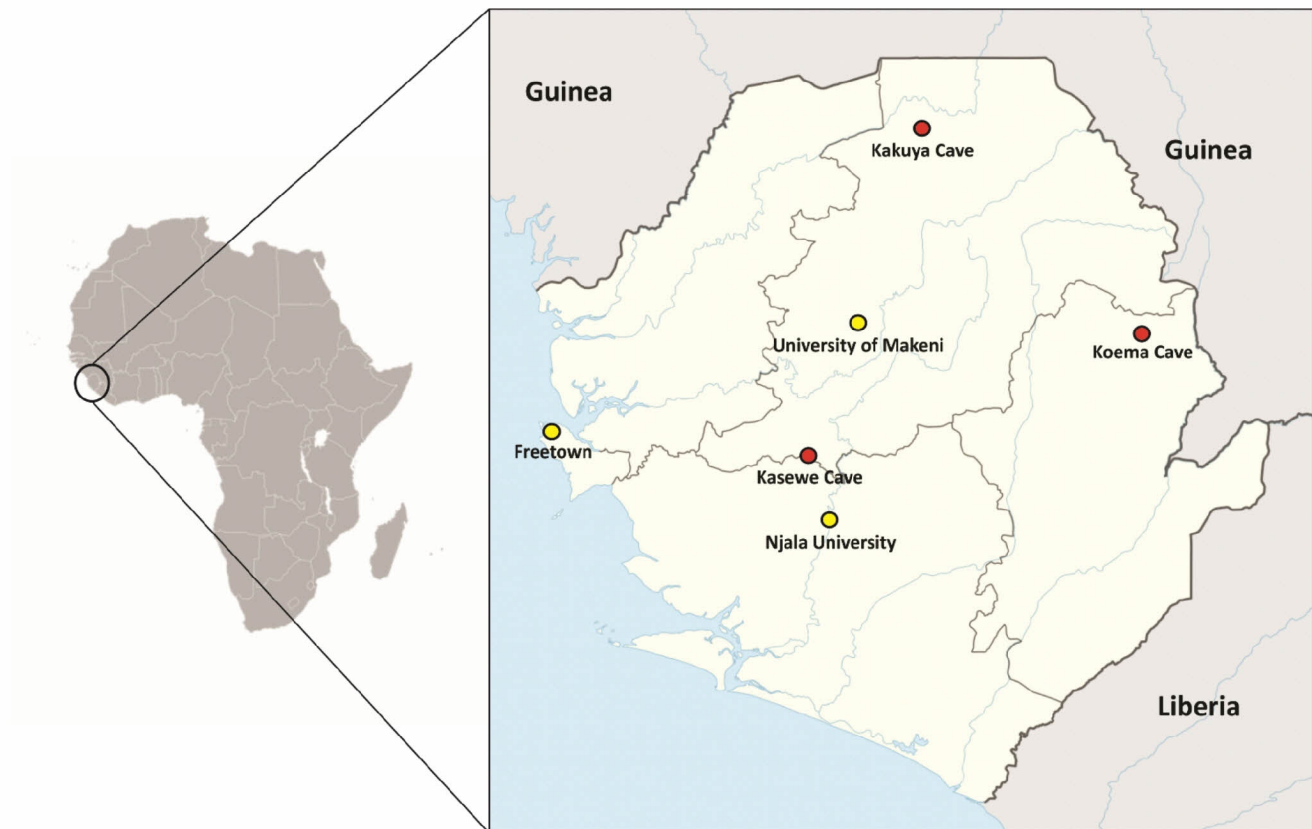 Guinea
Kakuya Cave
Guinea
University of Makeni
Koema Cave
Freetown
Kasewe Cave
Njala University
Liberia